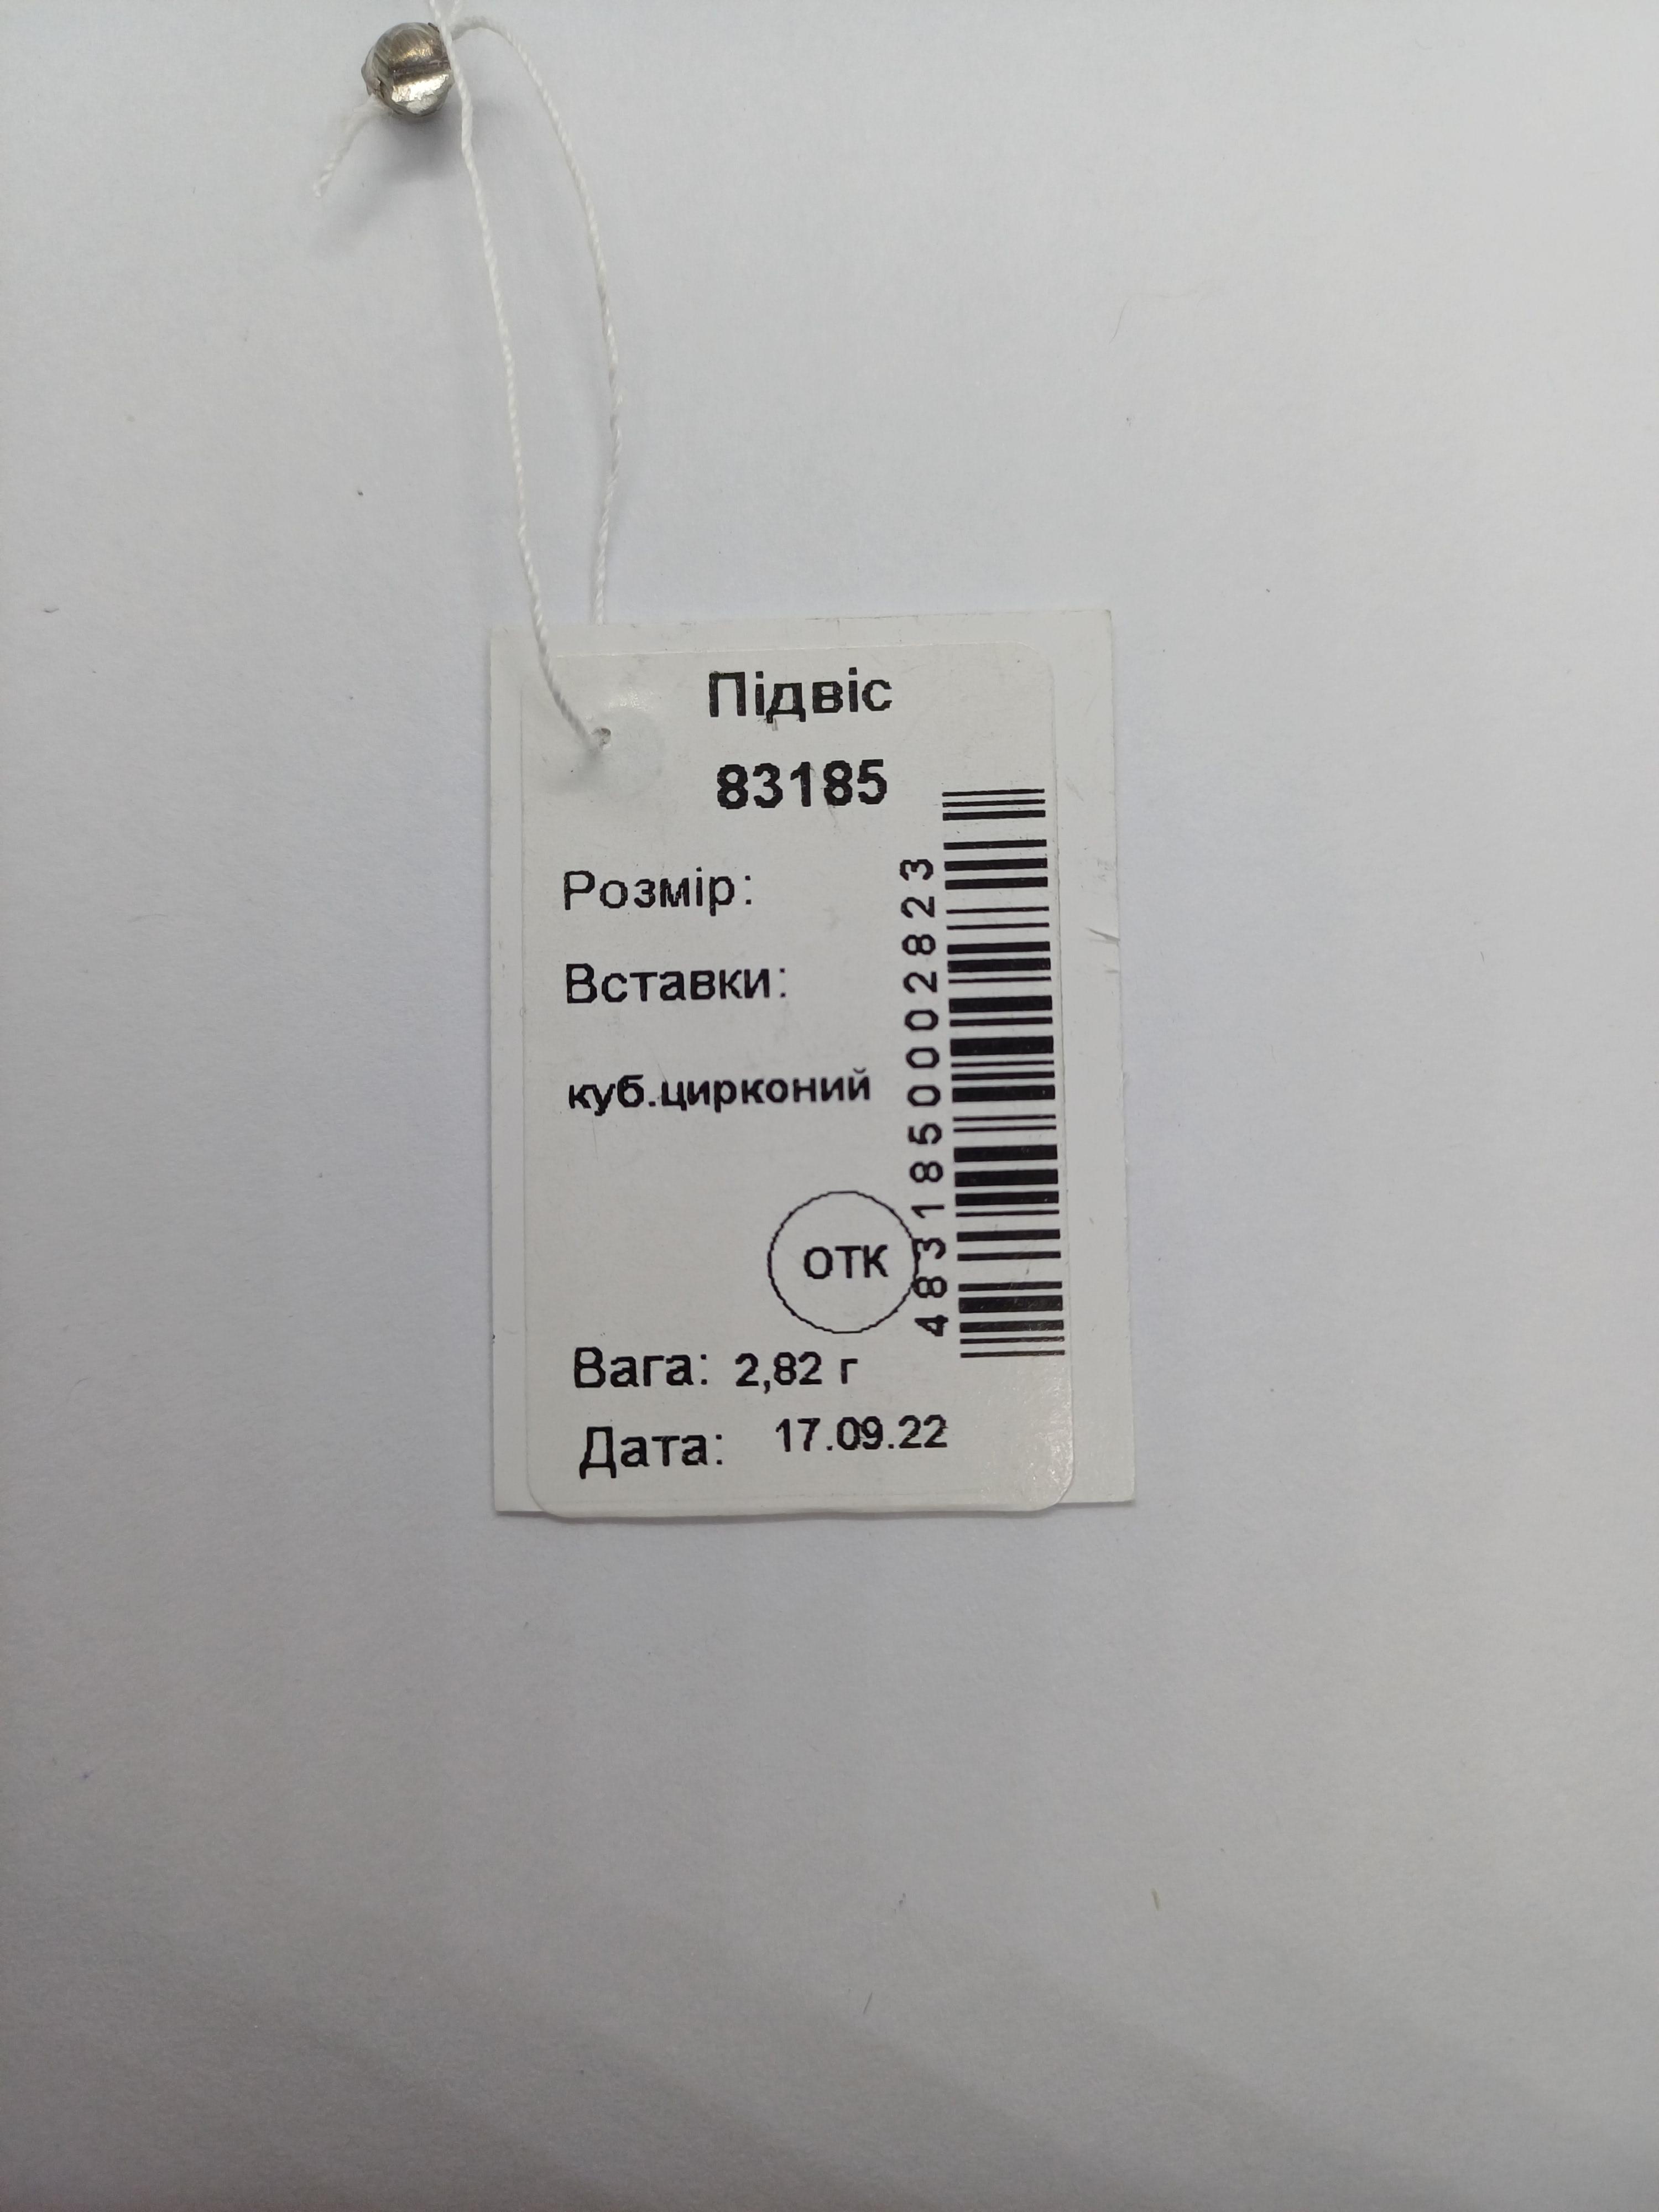 Підвіс
83185
Розмір:
Вставки:
куб.цирконий
ОТК
4831850002823
Вага: 2,82 г
Дата: 17.09.22